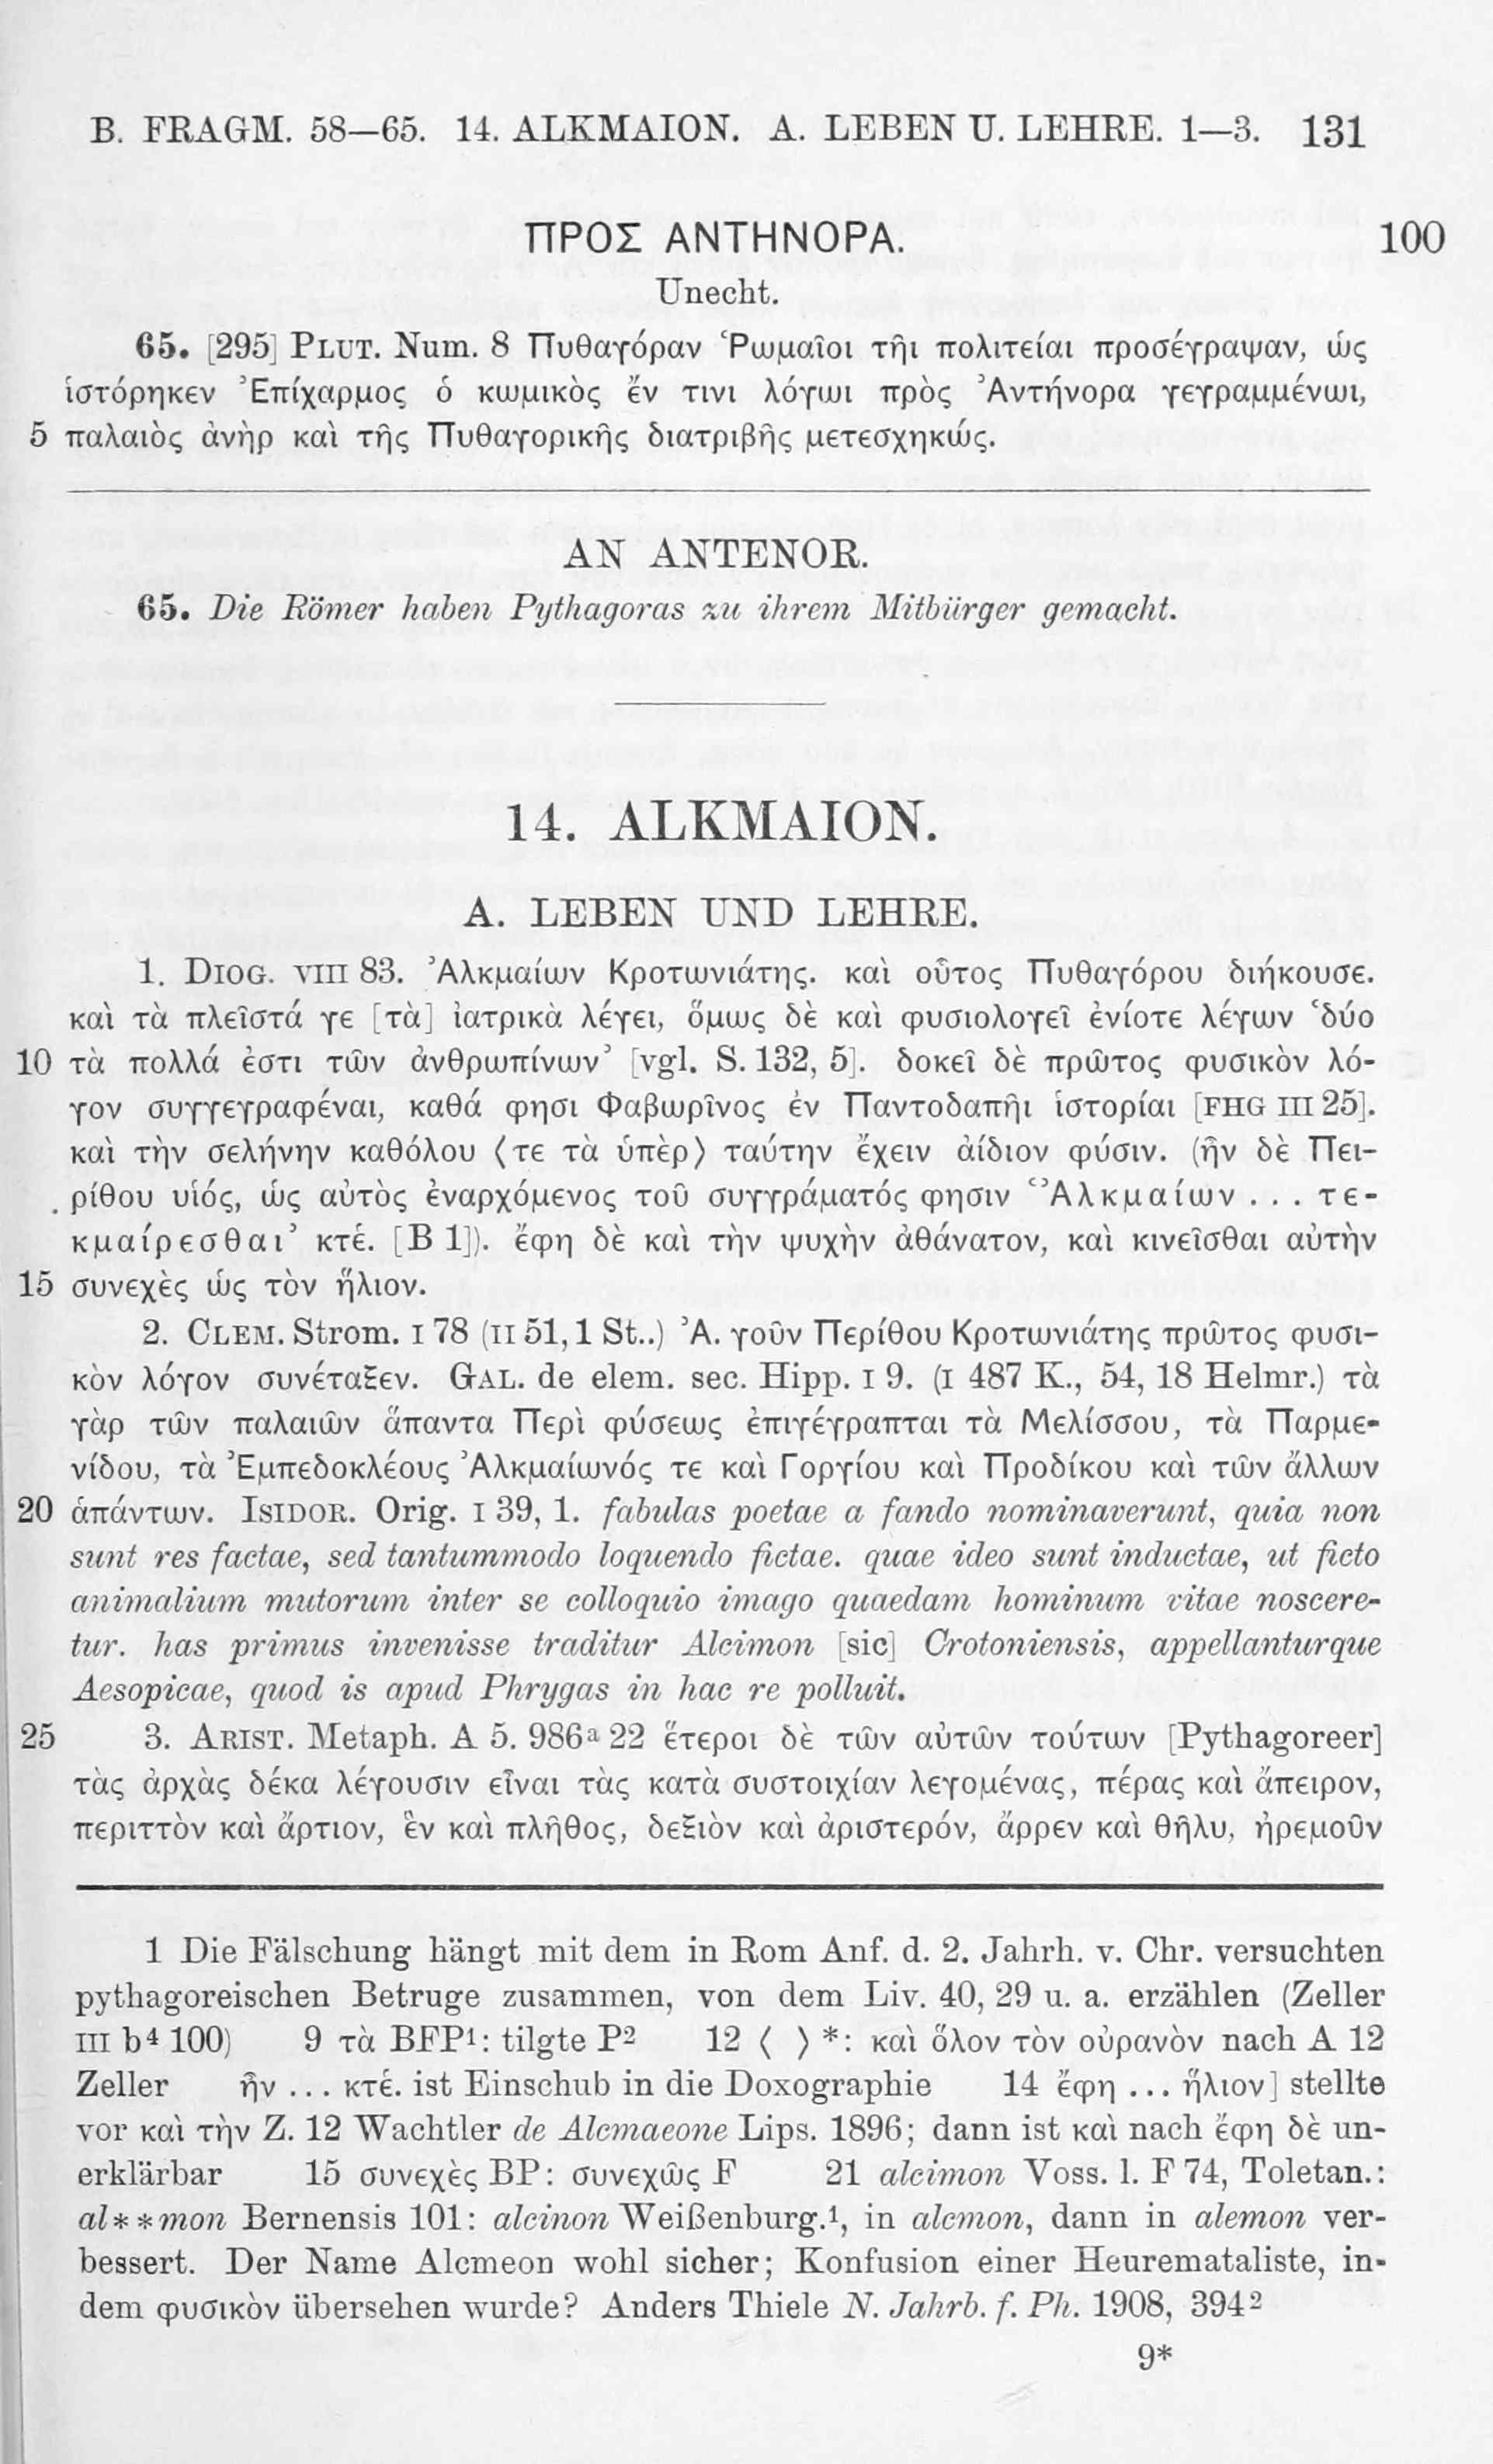 B. FRAGM. 58—65. 14. ALKMAION. A. LEBEN U. LEHRE. 1—3. 131
ΠΡΟΣ ΑΝΤΗΝΟΡΑ. 100
Unecht.
65. [295] PLUT. Num. 8 Πυθαγόραν Ῥωμαῖοι τῆι πολιτείαι προσέγραψαν, ὡς
ἱστόρηκεν Ἐπίχαρμος ὁ κωμικὸς ἔν τινι λόγωι πρὸς Ἀντήνορα γεγραμμένωι,
5 παλαιὸς ἀνὴρ καὶ τῆς Πυθαγορικῆς διατριβῆς μετεσχηκώς.
AN ANTENOR.
65. Die Römer haben Pythagoras zu ihrem Mitbürger gemacht.
14. ALKMAION.
A. LEBEN UND LEHRE.
1. DIOG. VIII 83. Ἀλκμαίων Κροτωνιάτης. καὶ οὗτος Πυθαγόρου διήκουσε.
καὶ τὰ πλεῖστά γε [τὰ] ἰατρικὰ λέγει, ὅμως δὲ καὶ φυσιολογεῖ ἐνίοτε λέγων ‘δύο
10 τὰ πολλά ἐστι τῶν ἀνθρωπίνων’ [vgl. S. 132, 5]. δοκεῖ δὲ πρῶτος φυσικὸν λό-
γον συγγεγραφέναι, καθά φησι Φαβωρῖνος ἐν Παντοδαπῆι ἱστορίαι [FHG III 25].
καὶ τὴν σελήνην καθόλου ⟨τε τὰ ὑπὲρ⟩ ταύτην ἔχειν ἀίδιον φύσιν. (ἦν δὲ Πει-
ρίθου υἱός, ὡς αὐτὸς ἐναρχόμενος τοῦ συγγράματός φησιν ‘Ἀλκμαίων ... τε-
κμαίρεσθαι’ κτέ. [B 1]). ἔφη δὲ καὶ τὴν ψυχὴν ἀθάνατον, καὶ κινεῖσθαι αὐτὴν
15 συνεχὲς ὡς τὸν ἥλιον.
2. CLEM. Strom. I 78 (II 51, 1 St..) Ἀ. γοῦν Περίθου Κροτωνιάτης πρῶτος φυσι-
κὸν λόγον συνέταξεν. GAL. de elem. sec. Hipp. I 9. (I 487 K., 54, 18 Helmr.) τὰ
γὰρ τῶν παλαιῶν ἅπαντα Περὶ φύσεως ἐπιγέγραπται τὰ Μελίσσου, τὰ Παρμε-
νίδου, τὰ Ἐμπεδοκλέους Ἀλκμαίωνός τε καὶ Γοργίου καὶ Προδίκου καὶ τῶν ἄλλων
20 ἁπάντων. ISIDOR. Orig. I 39, 1. fabulas poetae a fando nominaverunt, quia non
sunt res factae, sed tantummodo loquendo fictae. quae ideo sunt inductae, ut ficto
animalium mutorum inter se colloquio imago quaedam hominum vitae noscere-
tur. has primus invenisse traditur Alcimon [sic] Crotoniensis, appellanturque
Aesopicae, quod is apud Phrygas in hac re polluit.
25 3. ARIST. Metaph. A 5. 986ᵃ 22 ἕτεροι δὲ τῶν αὐτῶν τούτων [Pythagoreer]
τὰς ἀρχὰς δέκα λέγουσιν εἶναι τὰς κατὰ συστοιχίαν λεγομένας, πέρας καὶ ἄπειρον,
περιττὸν καὶ ἄρτιον, ἓν καὶ πλῆθος, δεξιὸν καὶ ἀριστερόν, ἄρρεν καὶ θῆλυ, ἠρεμοῦν
1 Die Fälschung hängt mit dem in Rom Anf. d. 2. Jahrh. v. Chr. versuchten
pythagoreischen Betruge zusammen, von dem Liv. 40, 29 u. a. erzählen (Zeller
III b⁴ 100) 9 τὰ BFP¹: tilgte P² 12 ⟨ ⟩ *: καὶ ὅλον τὸν οὐρανὸν nach A 12
Zeller ἦν ... κτέ. ist Einschub in die Doxographie 14 ἔφη ... ἥλιον] stellte
vor καὶ τὴν Z. 12 Wachtler de Alcmaeone Lips. 1896; dann ist καὶ nach ἔφη δὲ un-
erklärbar 15 συνεχὲς BP: συνεχῶς F 21 alcimon Voss. l. F 74, Toletan.:
al**mon Bernensis 101: alcinon Weißenburg.¹, in alcmon, dann in alemon ver-
bessert. Der Name Alcmeon wohl sicher; Konfusion einer Heuremataliste, in-
dem φυσικὸν übersehen wurde? Anders Thiele N. Jahrb. f. Ph. 1908, 394²
9*